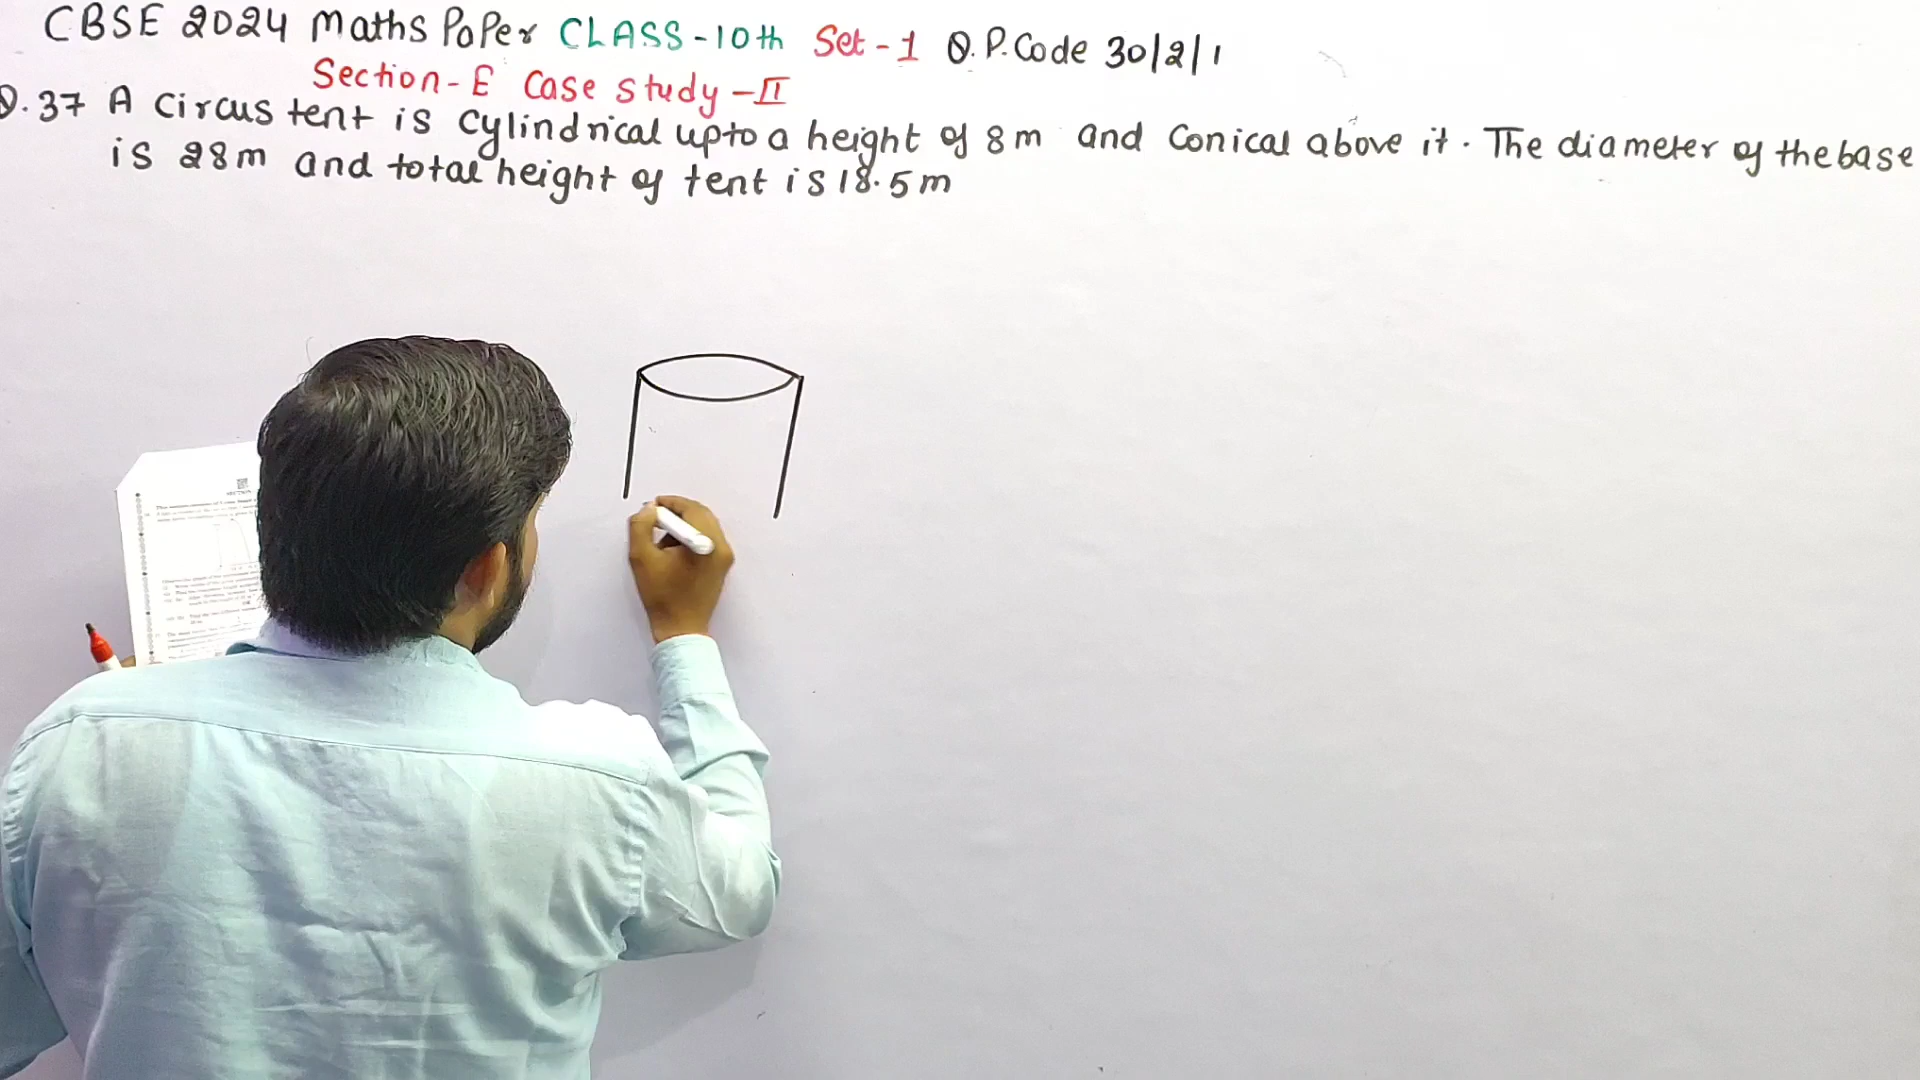 CBSE 2024 Maths PaPer CLASS-10th Set-1 Q.P.Code 30/2/1
Section-E Case study-II
Q.37 A Circus tent is Cylindrical upto a height of 8m and Conical above it. The diameter of the base
is 28m and total height of tent is 18.5m